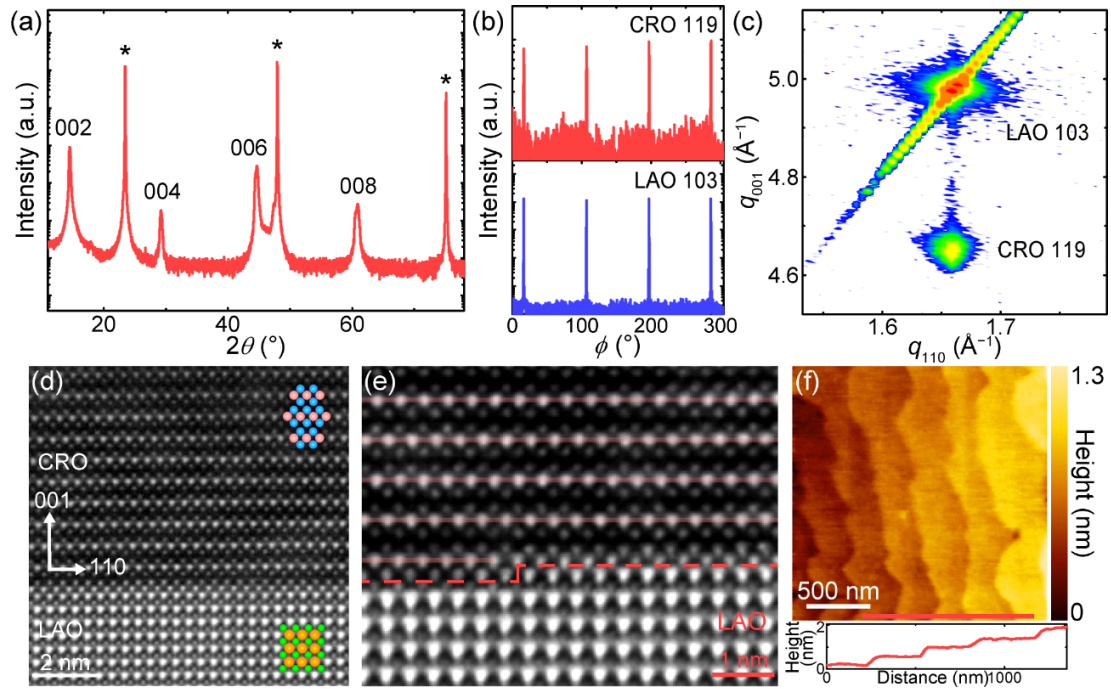 (a)
Intensity (a.u.)
002
*
004
006
*
008
*
20
40
60
2θ (°)
(b)
Intensity (a.u.)
CRO 119
LAO 103
0
100
200
300
ϕ (°)
(c)
q001 (Å⁻¹)
5.0
4.8
4.6
LAO 103
CRO 119
1.6
1.7
q110 (Å⁻¹)
(d)
CRO
001
110
LAO
2 nm
(e)
LAO
1 nm
(f)
500 nm
1.3
Height (nm)
0
Height (nm)
2
0
0
Distance (nm)
1000